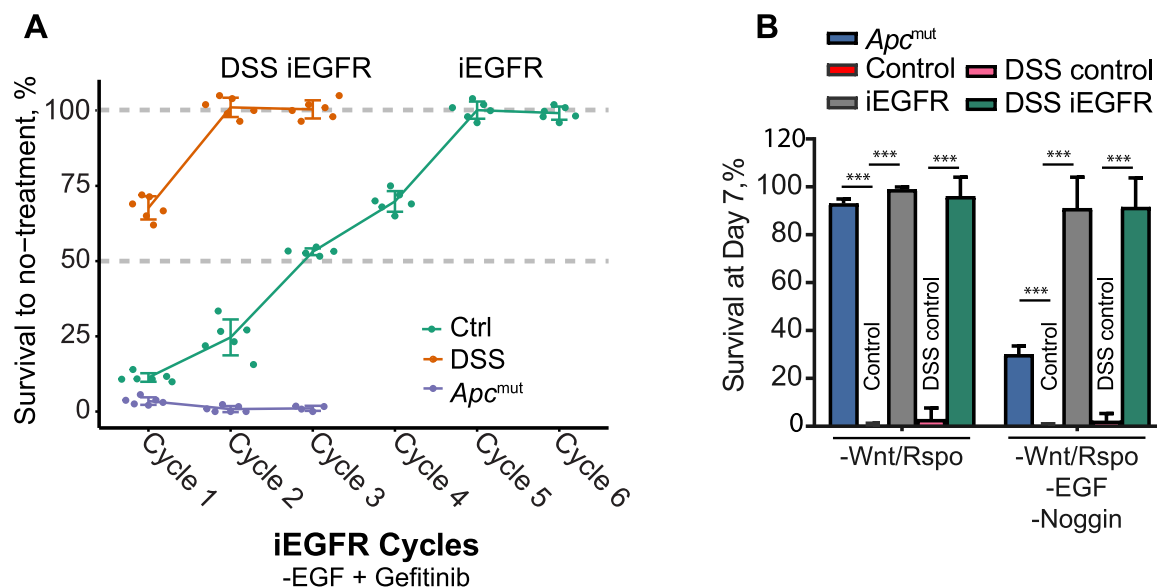 A
DSS iEGFR
iEGFR
Survival to no−treatment, %
100
75
50
25
0
Ctrl
DSS
Apcmut
Cycle 1
Cycle 2
Cycle 3
Cycle 4
Cycle 5
Cycle 6
iEGFR Cycles
-EGF + Gefitinib
B
Apcmut
Control
DSS control
iEGFR
DSS iEGFR
Survival at Day 7,%
120
100
80
60
40
20
0
***
***
***
***
***
***
Control
DSS control
Control
DSS control
-Wnt/Rspo
-Wnt/Rspo
-EGF
-Noggin